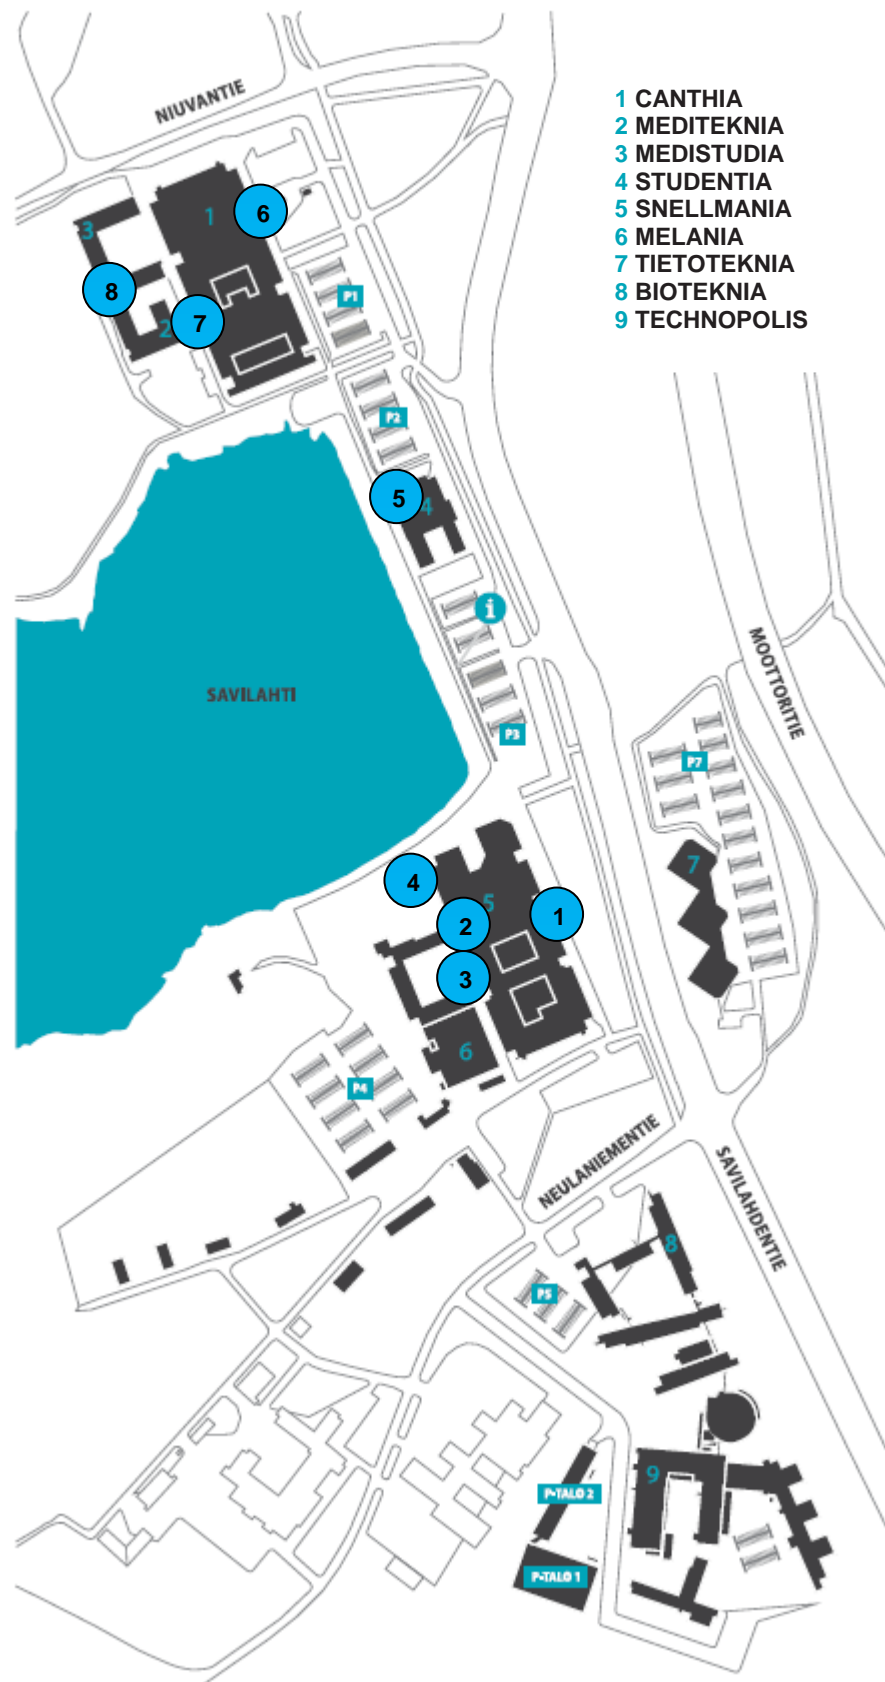 NIUVANTIE
1 CANTHIA
2 MEDITEKNIA
3 MEDISTUDIA
4 STUDENTIA
5 SNELLMANIA
6 MELANIA
7 TIETOTEKNIA
8 BIOTEKNIA
9 TECHNOPOLIS
1
6
3
8
7
2
P1
P2
5
4
i
SAVILAHTI
MOOTTORITIE
P3
P7
7
4
5
1
2
3
6
P4
NEULANIEMENTIE
SAVILAHDENTIE
8
P5
9
P-TALO 2
P-TALO 1